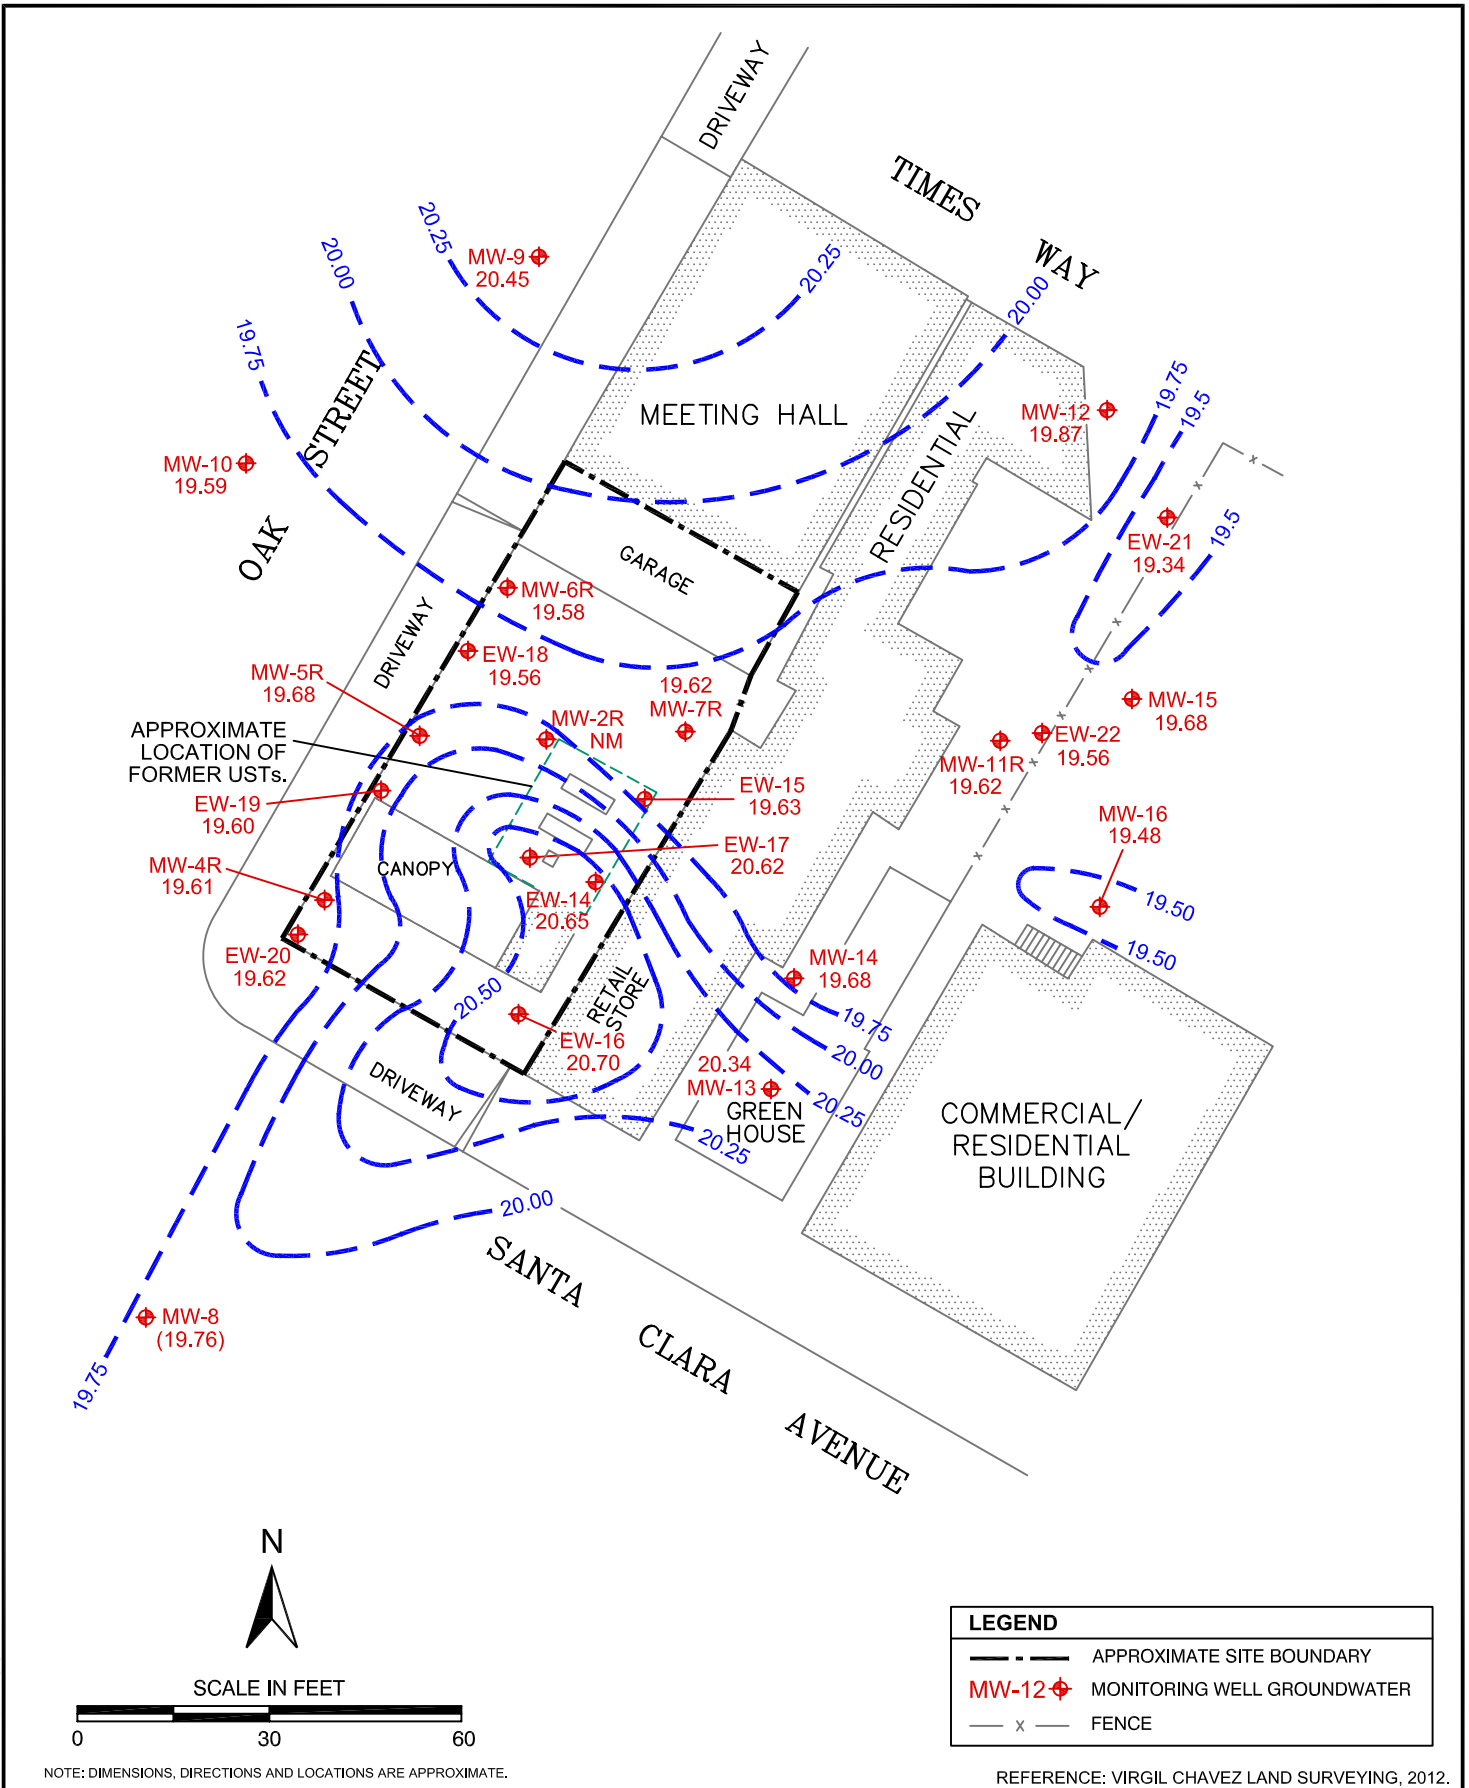 DRIVEWAY
TIMES
WAY
20.25
MW-9
20.45
20.00
20.25
20.00
19.75
STREET
OAK
MW-10
19.59
MEETING HALL
RESIDENTIAL
MW-12
19.87
19.75
19.5
EW-21
19.34
19.5
GARAGE
MW-6R
19.58
DRIVEWAY
EW-18
19.56
MW-5R
19.68
19.62
MW-7R
MW-2R
NM
APPROXIMATE
LOCATION OF
FORMER USTs.
MW-15
19.68
EW-22
19.56
MW-11R
19.62
EW-19
19.60
EW-15
19.63
MW-16
19.48
EW-17
20.62
MW-4R
19.61
CANOPY
EW-14
20.65
19.50
19.50
EW-20
19.62
MW-14
19.68
20.50
RETAIL
STORE
19.75
EW-16
20.70
20.00
20.34
MW-13
DRIVEWAY
20.25
GREEN
HOUSE
20.25
COMMERCIAL/
RESIDENTIAL
BUILDING
20.00
SANTA
CLARA
AVENUE
MW-8
(19.76)
19.75
N
SCALE IN FEET
0 30 60
NOTE: DIMENSIONS, DIRECTIONS AND LOCATIONS ARE APPROXIMATE.
LEGEND
APPROXIMATE SITE BOUNDARY
MW-12 MONITORING WELL GROUNDWATER
x FENCE
REFERENCE: VIRGIL CHAVEZ LAND SURVEYING, 2012.